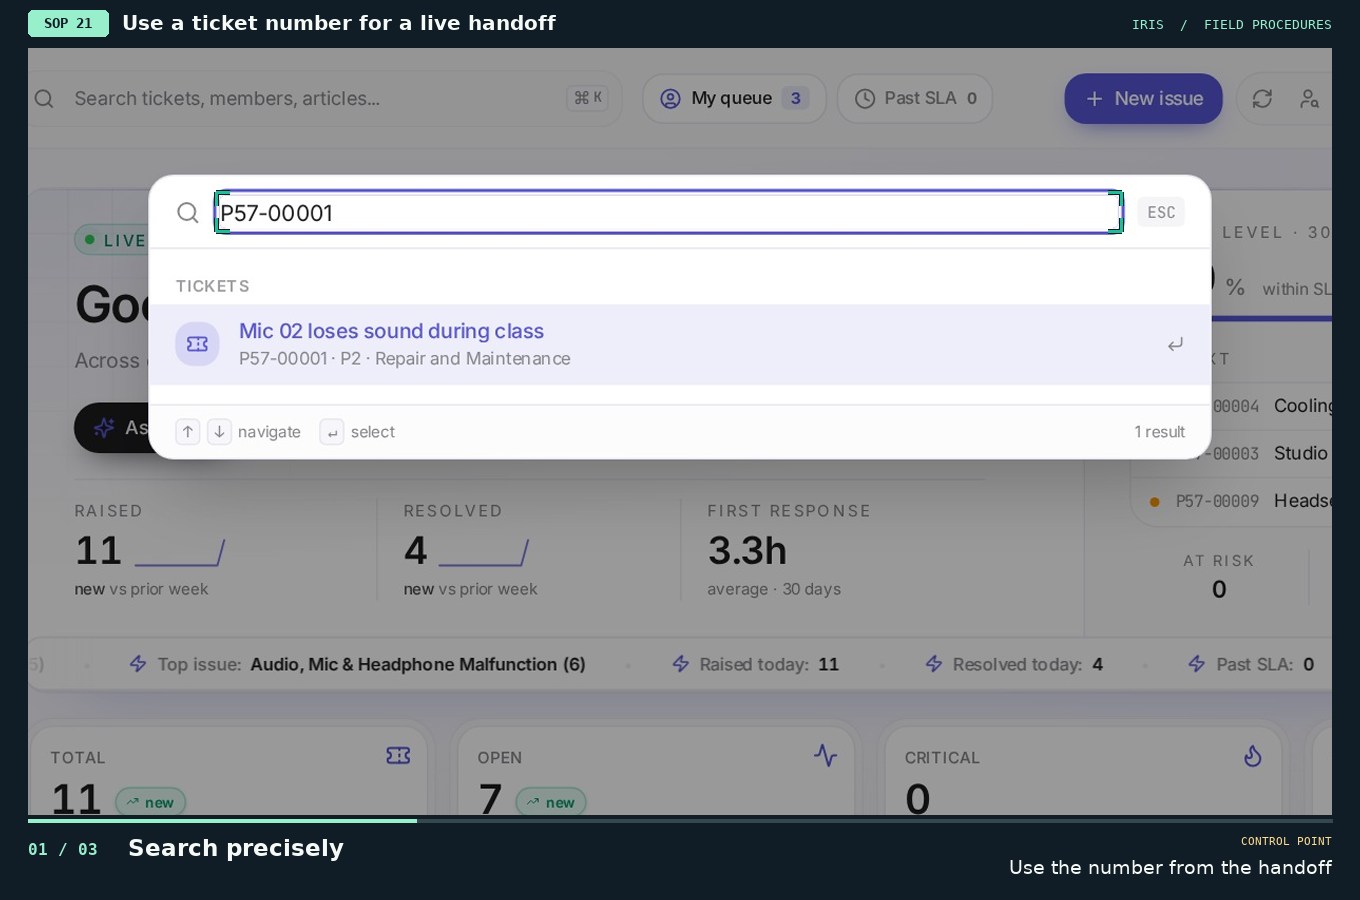 SOP 21 Use a ticket number for a live handoff
IRIS / FIELD PROCEDURES
Search tickets, members, articles... ⌘ K
My queue 3
Past SLA 0
+ New issue
P57-00001 ESC
TICKETS
Mic 02 loses sound during class
P57-00001 · P2 · Repair and Maintenance
↑ ↓ navigate ↵ select 1 result
LIVE
LEVEL · 30
% within SL
Across
As
00004 Cooling
-00003 Studio
P57-00009 Heads
AT RISK
0
RAISED
11
new vs prior week
RESOLVED
4
new vs prior week
FIRST RESPONSE
3.3h
average · 30 days
Top issue: Audio, Mic & Headphone Malfunction (6) Raised today: 11 Resolved today: 4 Past SLA: 0
TOTAL
11 new
OPEN
7 new
CRITICAL
0
01 / 03 Search precisely
CONTROL POINT
Use the number from the handoff